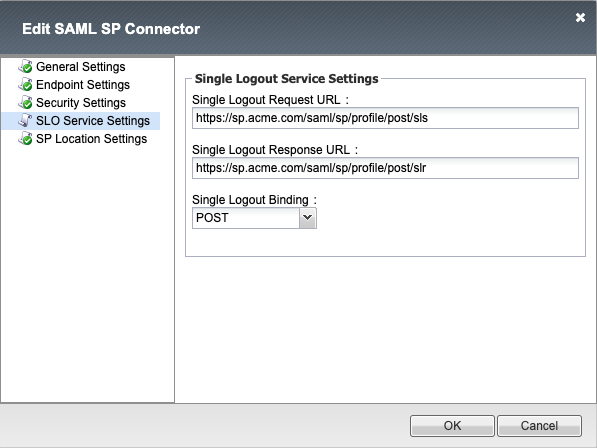 Edit SAML SP Connector
General Settings
Endpoint Settings
Security Settings
SLO Service Settings
SP Location Settings
Single Logout Service Settings
Single Logout Request URL :
https://sp.acme.com/saml/sp/profile/post/sls
Single Logout Response URL :
https://sp.acme.com/saml/sp/profile/post/slr
Single Logout Binding :
POST
OK
Cancel